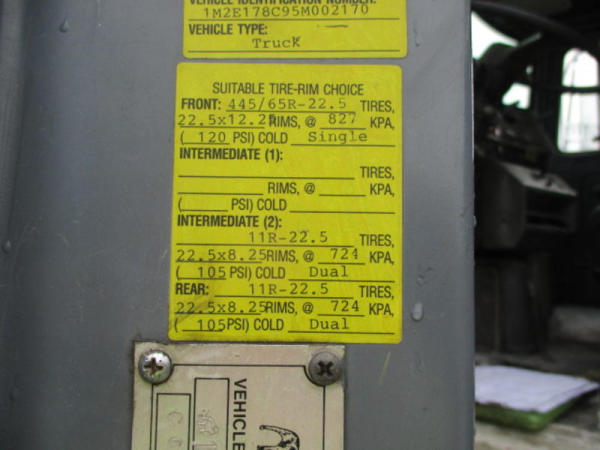 VEHICLE IDENTIFICATION NUMBER:
1M2E178C95M002170
VEHICLE TYPE:
Truck
SUITABLE TIRE-RIM CHOICE
FRONT: 445/65R-22.5 TIRES,
22.5x12.25 RIMS, @ 827 KPA,
( 120 PSI) COLD Single
INTERMEDIATE (1):
TIRES,
RIMS, @ KPA,
( PSI) COLD
INTERMEDIATE (2):
11R-22.5 TIRES,
22.5x8.25 RIMS, @ 724 KPA,
( 105 PSI) COLD Dual
REAR: 11R-22.5 TIRES,
22.5x8.25 RIMS, @ 724 KPA,
( 105 PSI) COLD Dual
VEHICLE